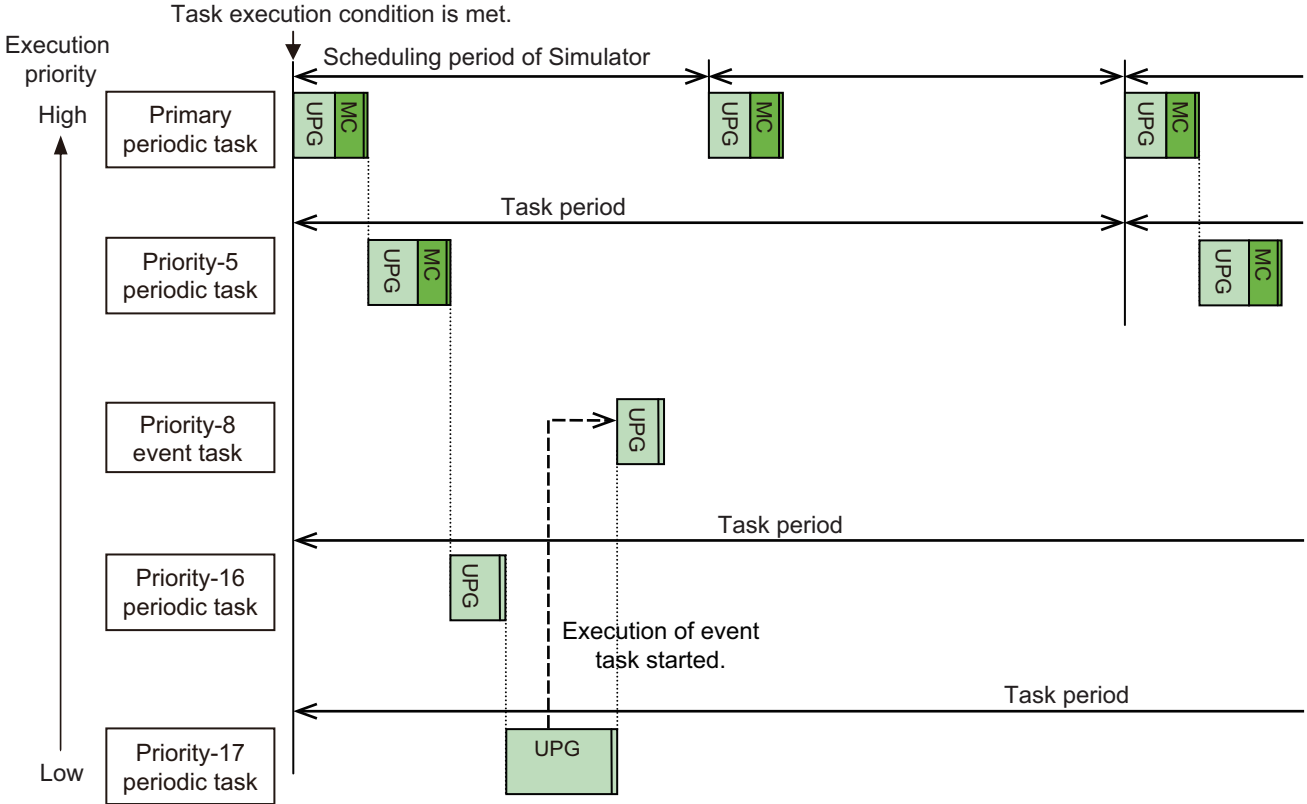 Task execution condition is met.
Execution
priority
Scheduling period of Simulator
High
Primary
periodic task
UPG
MC
UPG
MC
UPG
MC
Task period
Priority-5
periodic task
UPG
MC
UPG
MC
Priority-8
event task
UPG
Task period
Priority-16
periodic task
UPG
Execution of event
task started.
Task period
Priority-17
periodic task
UPG
Low